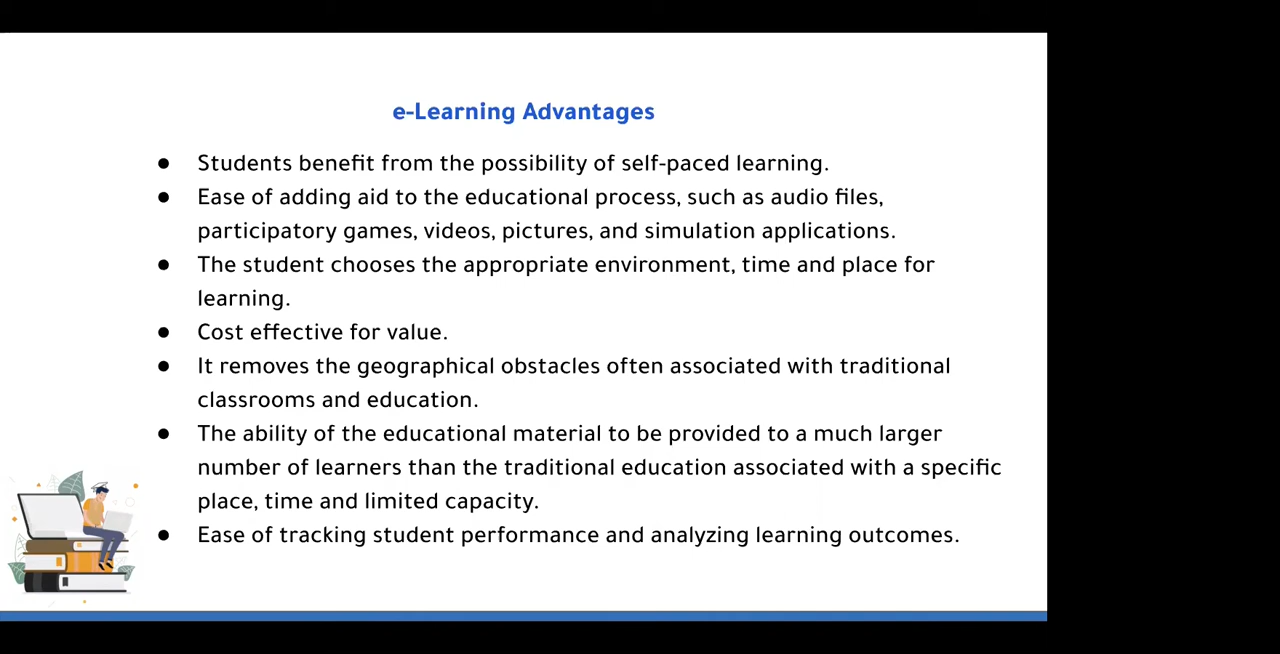 e-Learning Advantages
● Students benefit from the possibility of self-paced learning.
● Ease of adding aid to the educational process, such as audio files,
participatory games, videos, pictures, and simulation applications.
● The student chooses the appropriate environment, time and place for
learning.
● Cost effective for value.
● It removes the geographical obstacles often associated with traditional
classrooms and education.
● The ability of the educational material to be provided to a much larger
number of learners than the traditional education associated with a specific
place, time and limited capacity.
● Ease of tracking student performance and analyzing learning outcomes.